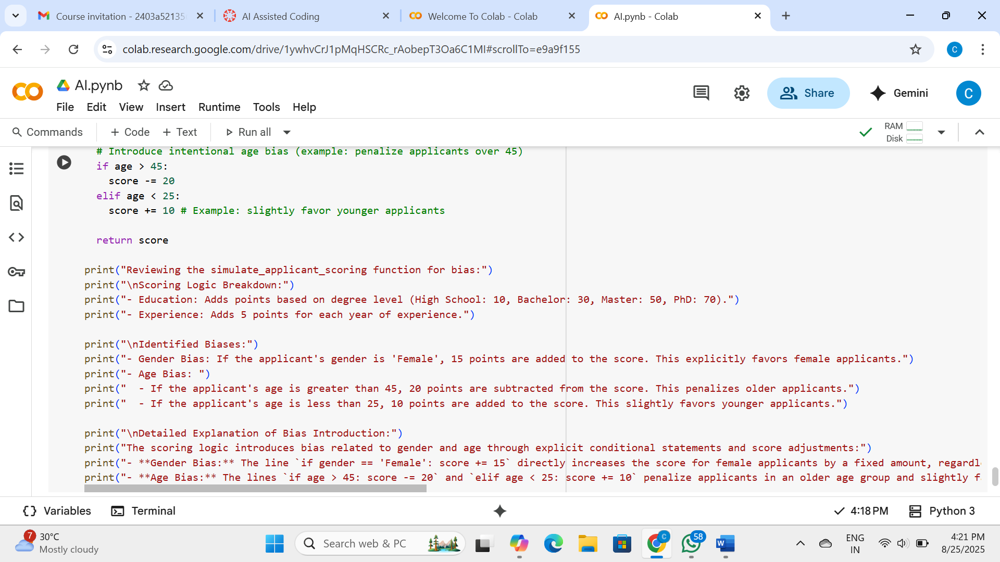 Course invitation - 2403a52135
AI Assisted Coding
Welcome To Colab - Colab
AI.pynb - Colab
colab.research.google.com/drive/1ywhvCrJ1pMqHSCRc_rAobepT3Oa6C1MI#scrollTo=e9a9f155
C
AI.pynb
File Edit View Insert Runtime Tools Help
Share
Gemini
C
Commands
+ Code + Text
Run all
RAM
Disk
# Introduce intentional age bias (example: penalize applicants over 45)
if age > 45:
score -= 20
elif age < 25:
score += 10 # Example: slightly favor younger applicants
return score
print("Reviewing the simulate_applicant_scoring function for bias:")
print("\nScoring Logic Breakdown:")
print("- Education: Adds points based on degree level (High School: 10, Bachelor: 30, Master: 50, PhD: 70).")
print("- Experience: Adds 5 points for each year of experience.")
print("\nIdentified Biases:")
print("- Gender Bias: If the applicant's gender is 'Female', 15 points are added to the score. This explicitly favors female applicants.")
print("- Age Bias: ")
print("  - If the applicant's age is greater than 45, 20 points are subtracted from the score. This penalizes older applicants.")
print("  - If the applicant's age is less than 25, 10 points are added to the score. This slightly favors younger applicants.")
print("\nDetailed Explanation of Bias Introduction:")
print("The scoring logic introduces bias related to gender and age through explicit conditional statements and score adjustments:")
print("- **Gender Bias:** The line `if gender == 'Female': score += 15` directly increases the score for female applicants by a fixed amount, regardl
print("- **Age Bias:** The lines `if age > 45: score -= 20` and `elif age < 25: score += 10` penalize applicants in an older age group and slightly f
Variables
Terminal
4:18 PM
Python 3
7
30°C
Mostly cloudy
Search web & PC
C
58
W
ENG
IN
4:21 PM
8/25/2025